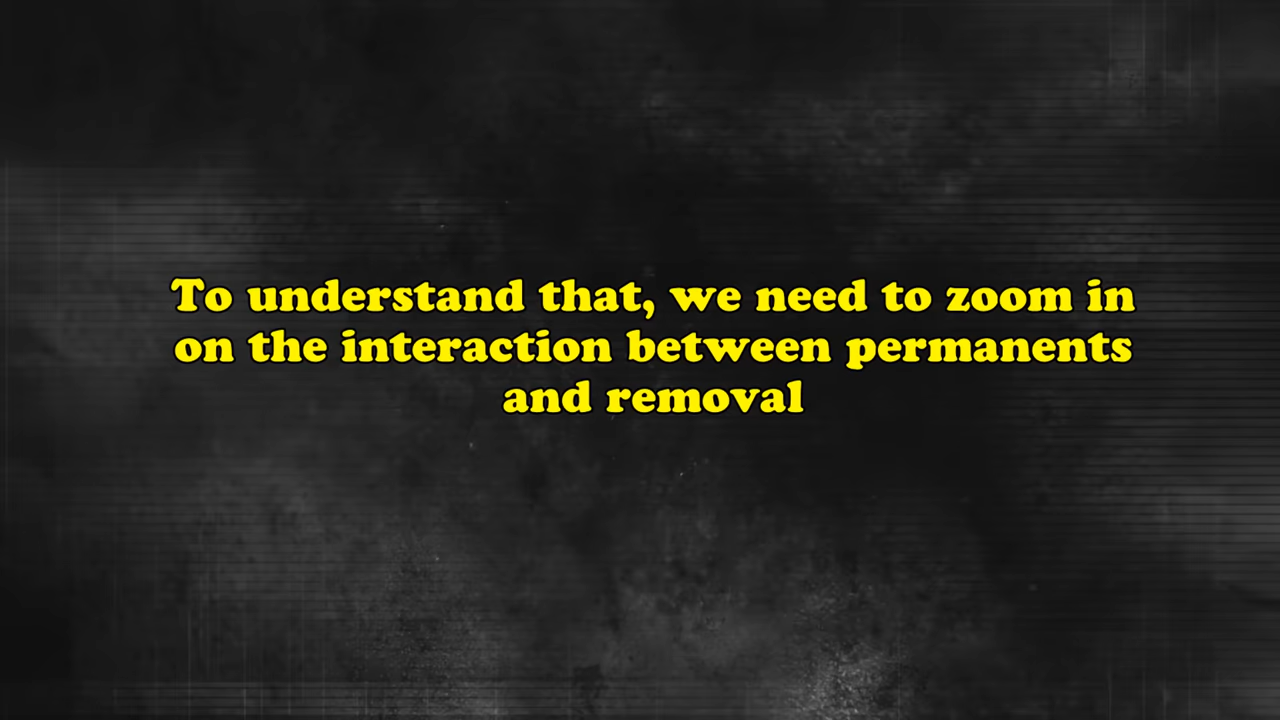 To understand that, we need to zoom in
on the interaction between permanents
and removal